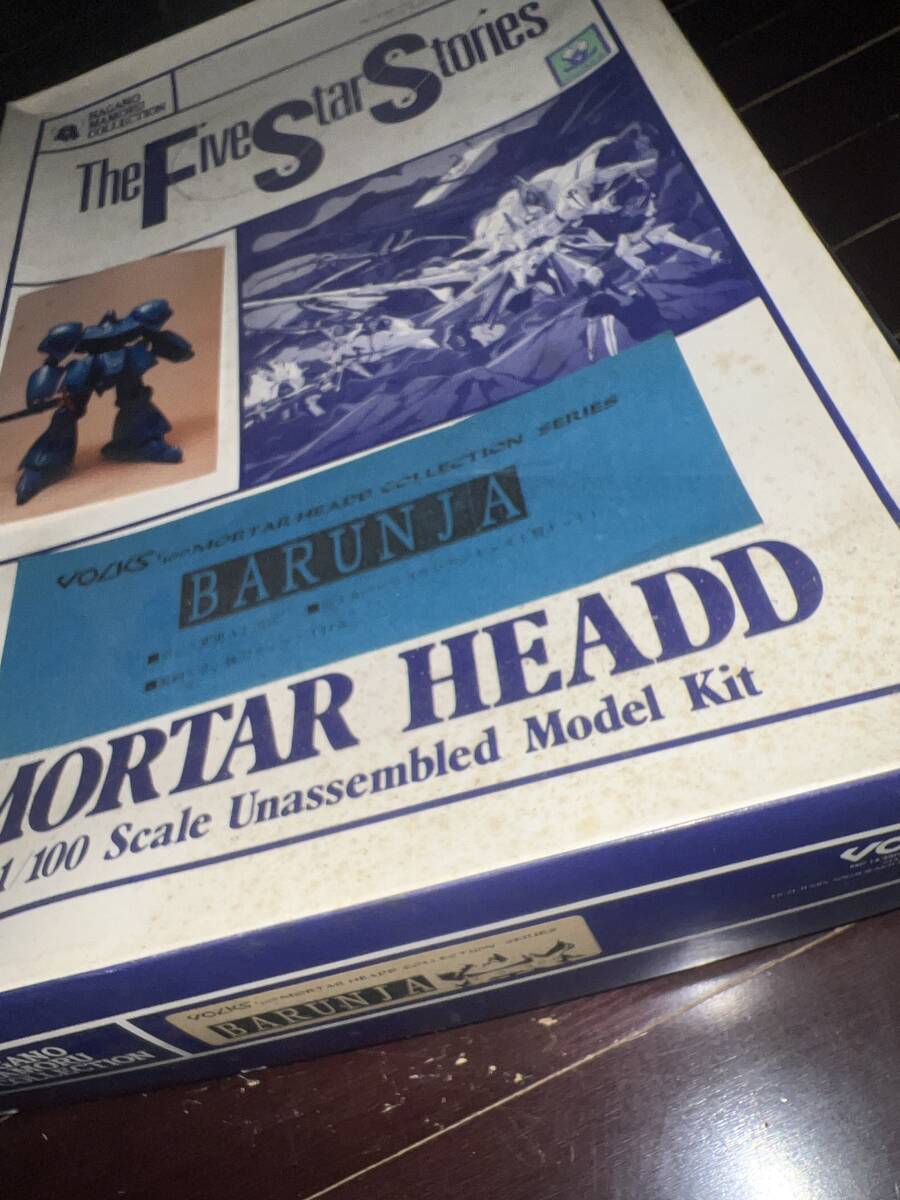 NAGANO
MAMORU
COLLECTION
The Five Star Stories
VOLKS 1/100 MORTAR HEADD COLLECTION SERIES
BARUNJA
MORTAR HEADD
1/100 Scale Unassembled Model Kit
VOLKS 1/100 MORTAR HEADD COLLECTION SERIES
BARUNJA
NAGANO
MAMORU
COLLECTION